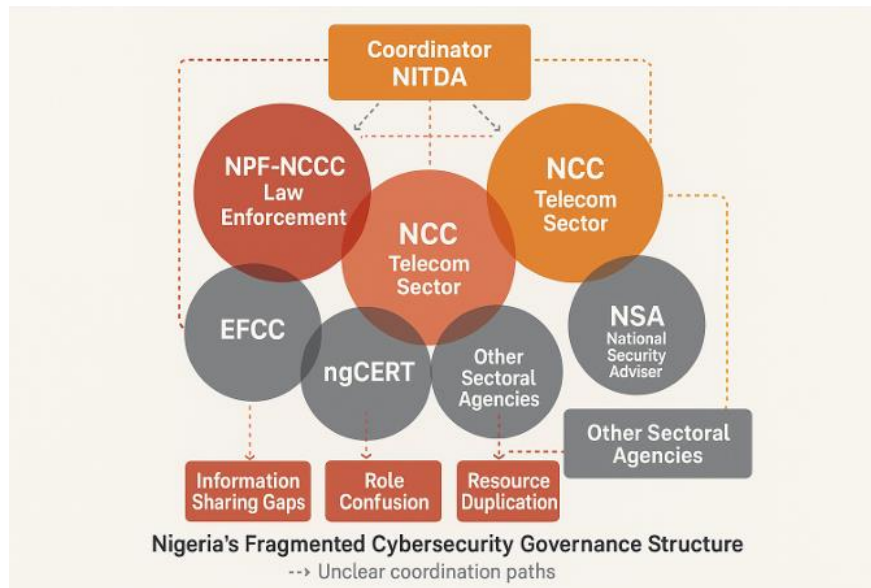 Coordinator
NITDA
NPF-NCCC
Law
Enforcement
NCC
Telecom
Sector
NCC
Telecom
Sector
EFCC
ngCERT
Other
Sectoral
Agencies
NSA
National
Security
Adviser
Other Sectoral
Agencies
Information
Sharing Gaps
Role
Confusion
Resource
Duplication
Nigeria's Fragmented Cybersecurity Governance Structure
--> Unclear coordination paths